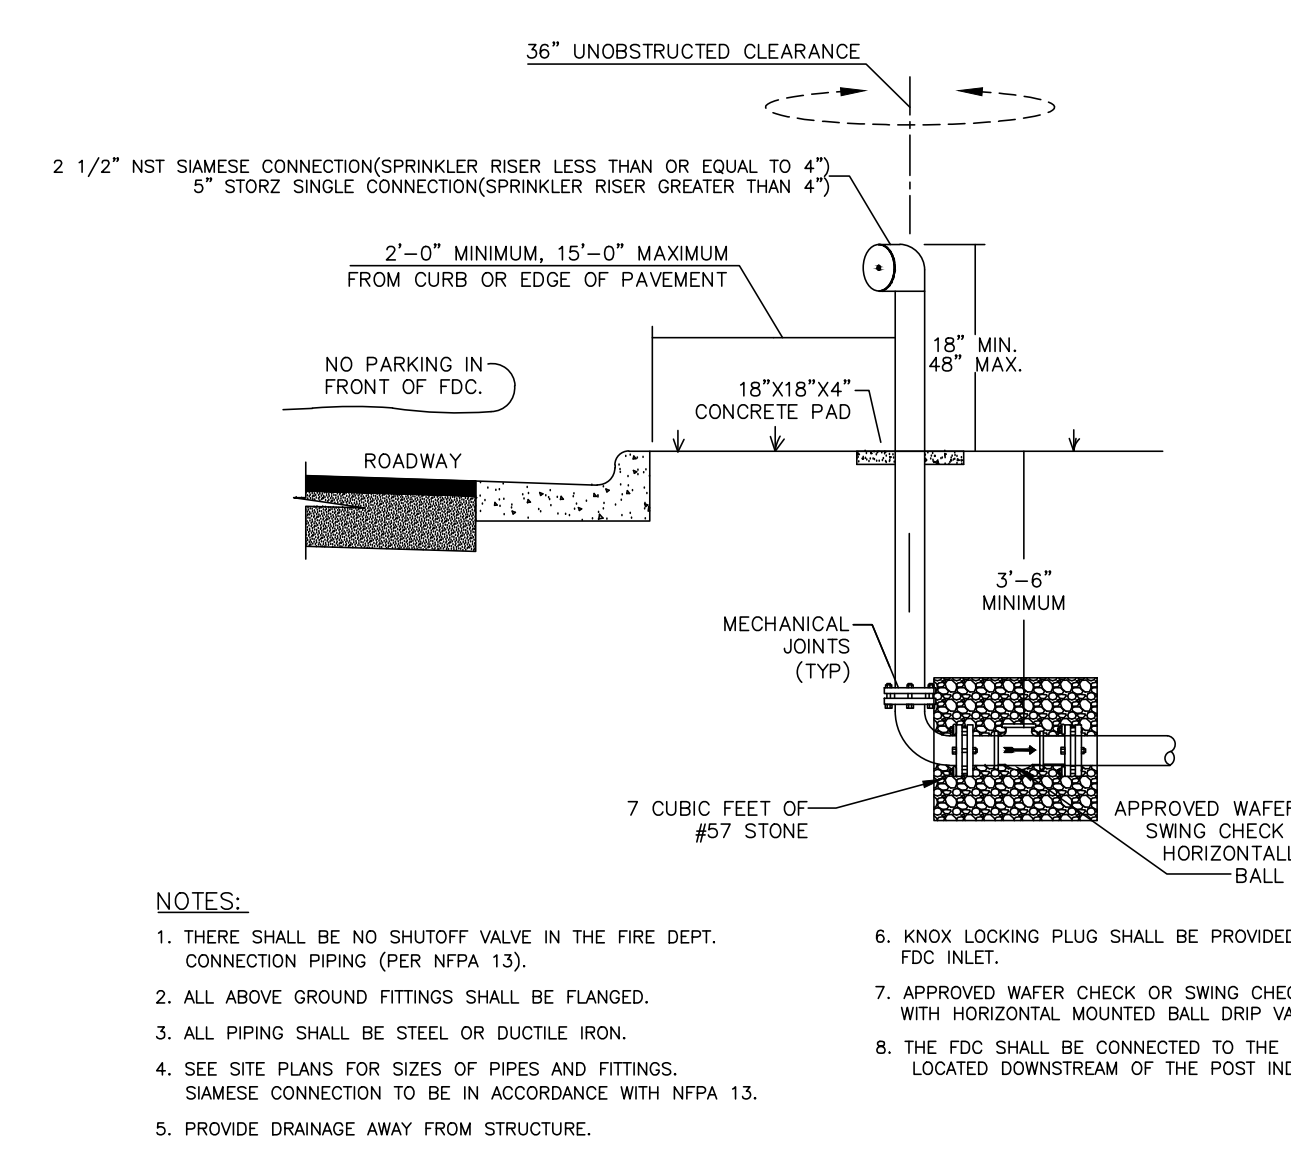 36" UNOBSTRUCTED CLEARANCE
2 1/2" NST SIAMESE CONNECTION(SPRINKLER RISER LESS THAN OR EQUAL TO 4")
5" STORZ SINGLE CONNECTION(SPRINKLER RISER GREATER THAN 4")
2'-0" MINIMUM, 15'-0" MAXIMUM
FROM CURB OR EDGE OF PAVEMENT
18" MIN.
48" MAX.
NO PARKING IN
FRONT OF FDC.
18"X18"X4"
CONCRETE PAD
ROADWAY
3'-6"
MINIMUM
MECHANICAL
JOINTS
(TYP)
7 CUBIC FEET OF
#57 STONE
APPROVED WAFER
SWING CHECK
HORIZONTALL
BALL
NOTES:
1. THERE SHALL BE NO SHUTOFF VALVE IN THE FIRE DEPT.
CONNECTION PIPING (PER NFPA 13).
2. ALL ABOVE GROUND FITTINGS SHALL BE FLANGED.
3. ALL PIPING SHALL BE STEEL OR DUCTILE IRON.
4. SEE SITE PLANS FOR SIZES OF PIPES AND FITTINGS.
SIAMESE CONNECTION TO BE IN ACCORDANCE WITH NFPA 13.
5. PROVIDE DRAINAGE AWAY FROM STRUCTURE.
6. KNOX LOCKING PLUG SHALL BE PROVIDED
FDC INLET.
7. APPROVED WAFER CHECK OR SWING CHEC
WITH HORIZONTAL MOUNTED BALL DRIP VA
8. THE FDC SHALL BE CONNECTED TO THE
LOCATED DOWNSTREAM OF THE POST IND